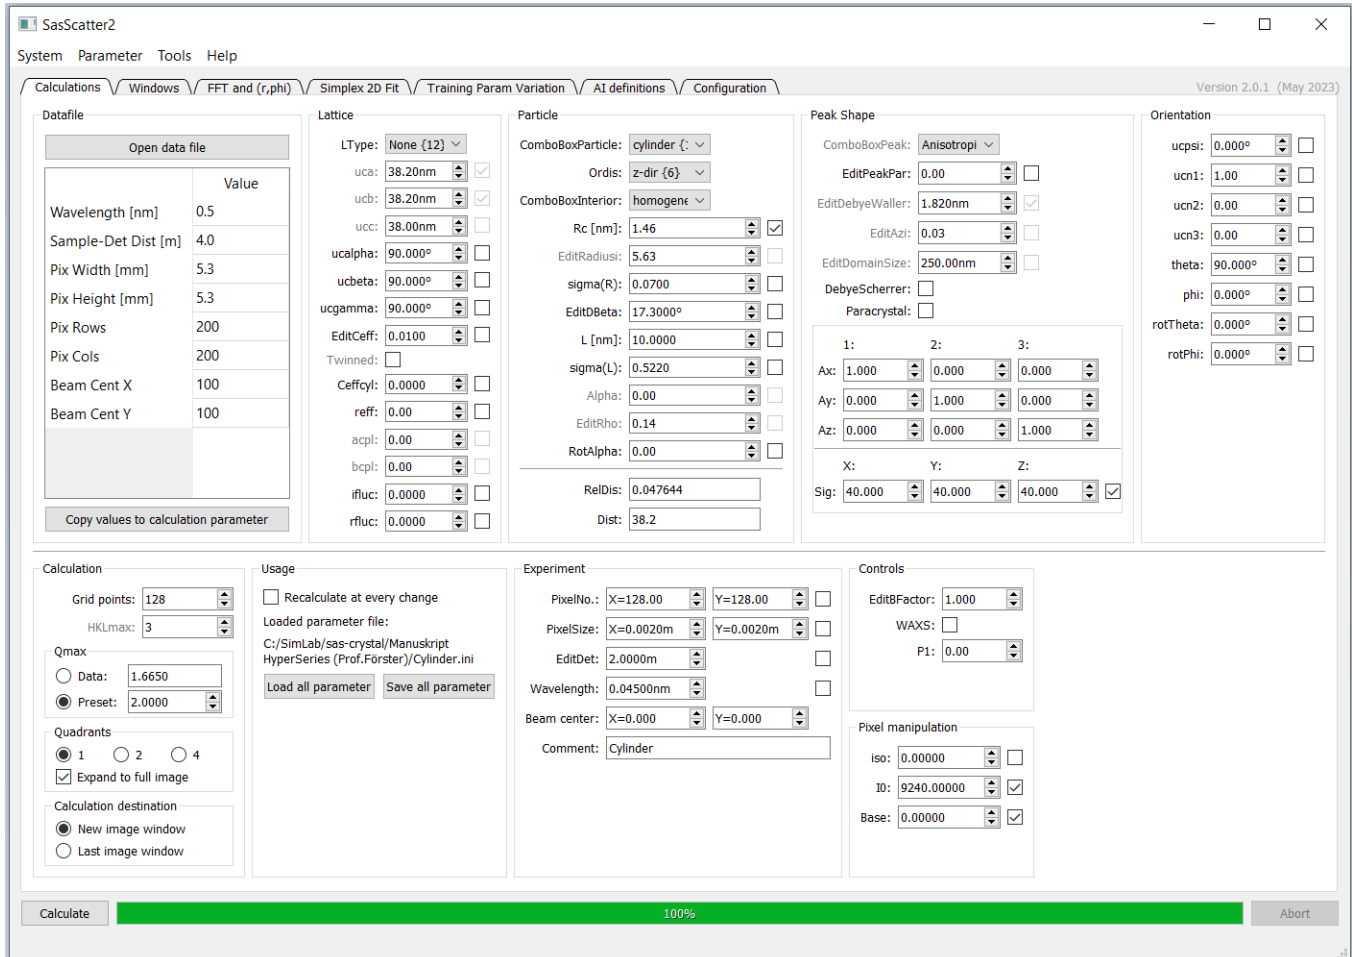 SasScatter2
System Parameter Tools Help
Calculations Windows FFT and (r,phi) Simplex 2D Fit Training Param Variation AI definitions Configuration Version 2.0.1 (May 2023)
Datafile
Open data file
Value
Wavelength [nm] 0.5
Sample-Det Dist [m] 4.0
Pix Width [mm] 5.3
Pix Height [mm] 5.3
Pix Rows 200
Pix Cols 200
Beam Cent X 100
Beam Cent Y 100
Copy values to calculation parameter
Lattice
LType: None {12}
uca: 38.20nm
ucb: 38.20nm
ucc: 38.00nm
ucalpha: 90.000°
ucbeta: 90.000°
ucgamma: 90.000°
EditCeff: 0.0100
Twinned:
Ceffcyl: 0.0000
reff: 0.00
acpl: 0.00
bcpl: 0.00
ifluc: 0.0000
rfluc: 0.0000
Particle
ComboBoxParticle: cylinder {:
Ordis: z-dir {6}
ComboBoxInterior: homogene
Rc [nm]: 1.46
EditRadiusi: 5.63
sigma(R): 0.0700
EditDBeta: 17.3000°
L [nm]: 10.0000
sigma(L): 0.5220
Alpha: 0.00
EditRho: 0.14
RotAlpha: 0.00
RelDis: 0.047644
Dist: 38.2
Peak Shape
ComboBoxPeak: Anisotropi
EditPeakPar: 0.00
EditDebyeWaller: 1.820nm
EditAzi: 0.03
EditDomainSize: 250.00nm
DebyeScherrer:
Paracrystal:
1: 2: 3:
Ax: 1.000 0.000 0.000
Ay: 0.000 1.000 0.000
Az: 0.000 0.000 1.000
X: Y: Z:
Sig: 40.000 40.000 40.000
Orientation
ucpsi: 0.000°
ucn1: 1.00
ucn2: 0.00
ucn3: 0.00
theta: 90.000°
phi: 0.000°
rotTheta: 0.000°
rotPhi: 0.000°
Calculation
Grid points: 128
HKLmax: 3
Qmax
Data: 1.6650
Preset: 2.0000
Quadrants
1 2 4
Expand to full image
Calculation destination
New image window
Last image window
Usage
Recalculate at every change
Loaded parameter file:
C:/SimLab/sas-crystal/Manuskript
HyperSeries (Prof.Förster)/Cylinder.ini
Load all parameter Save all parameter
Experiment
PixelNo.: X=128.00 Y=128.00
PixelSize: X=0.0020m Y=0.0020m
EditDet: 2.0000m
Wavelength: 0.04500nm
Beam center: X=0.000 Y=0.000
Comment: Cylinder
Controls
EditBFactor: 1.000
WAXS:
P1: 0.00
Pixel manipulation
iso: 0.00000
I0: 9240.00000
Base: 0.00000
Calculate 100% Abort